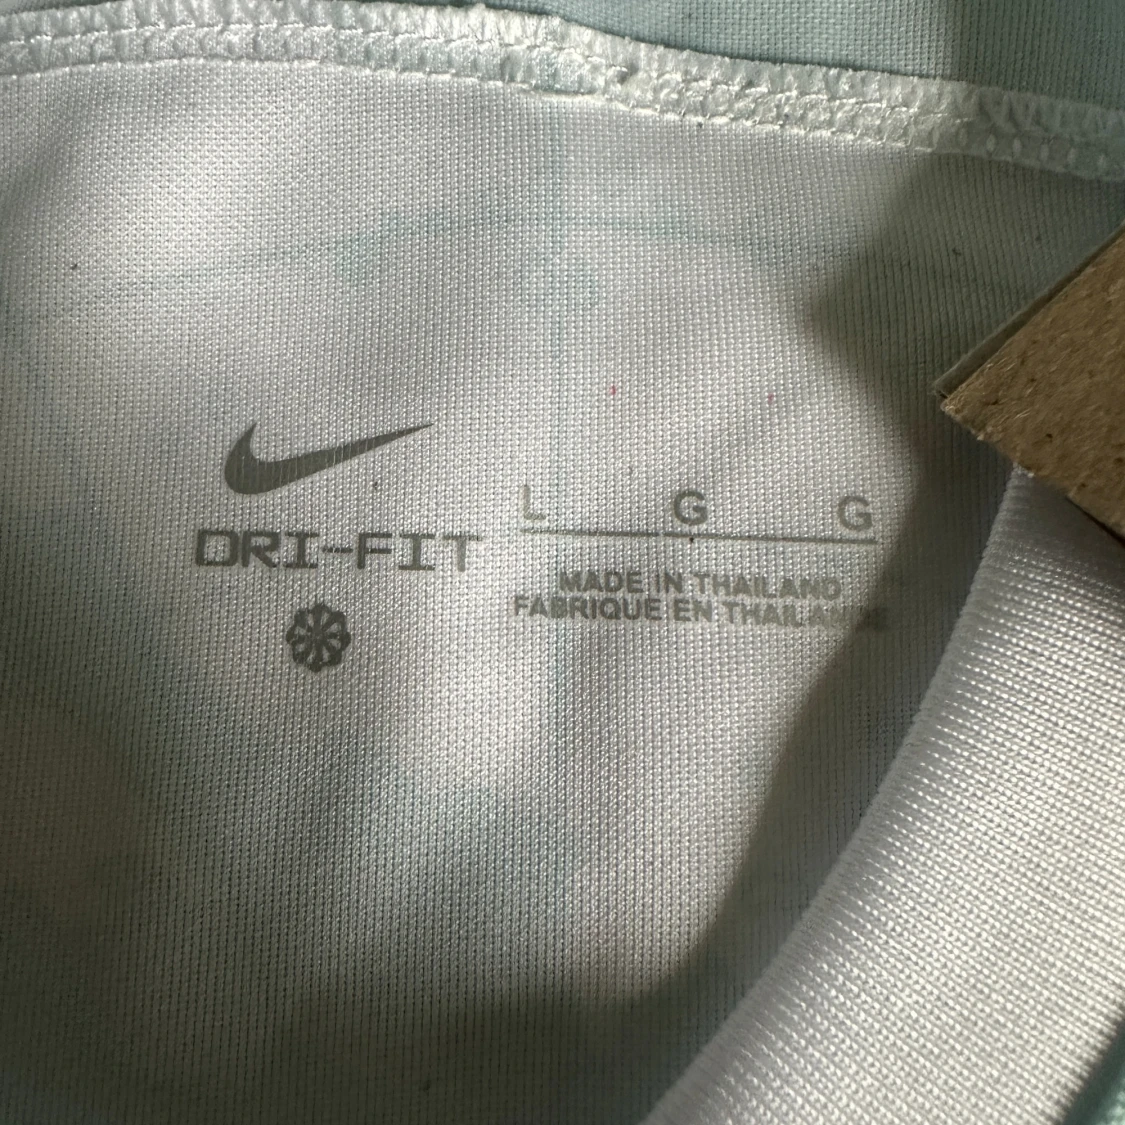 DRI-FIT
L G G
MADE IN THAILAND
FABRIQUE EN